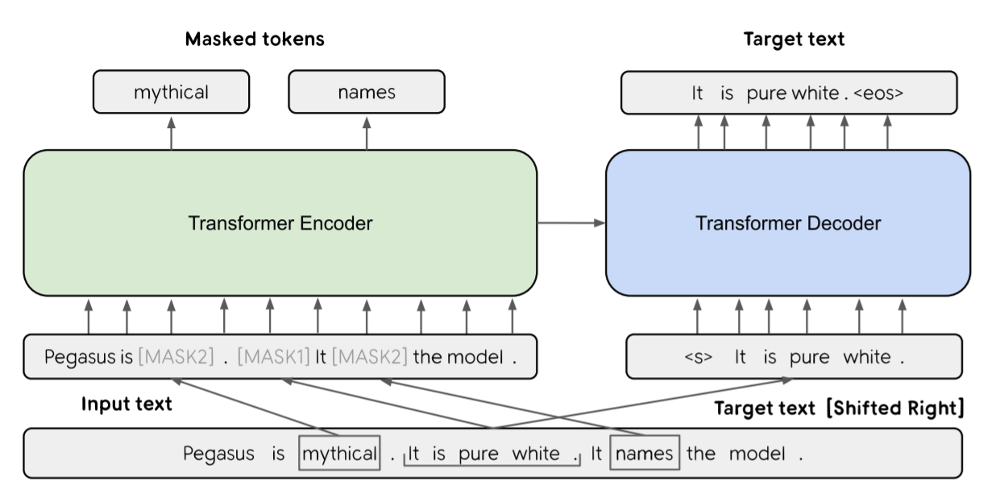 Masked tokens
Target text
mythical
names
It is pure white . <eos>
Transformer Encoder
Transformer Decoder
Pegasus is [MASK2] . [MASK1] It [MASK2] the model .
<s> It is pure white .
Input text
Target text [Shifted Right]
Pegasus is mythical . It is pure white . It names the model .